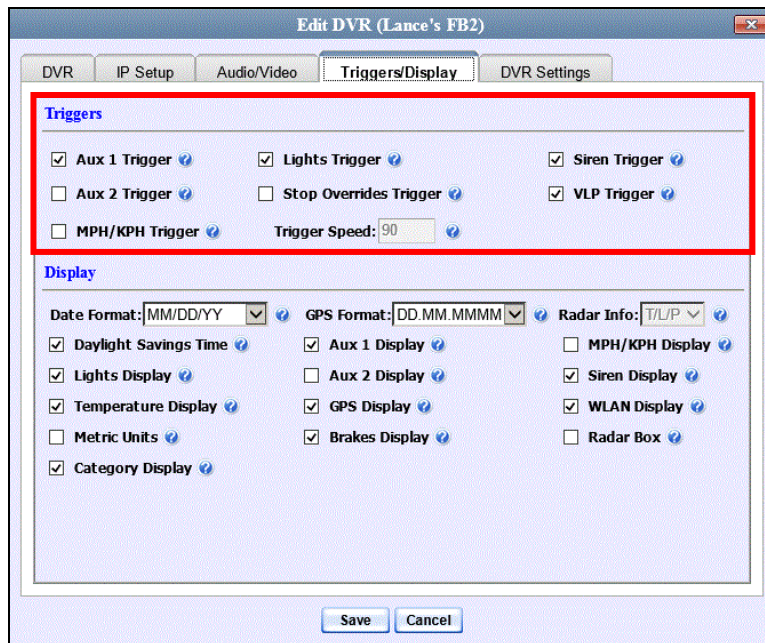 Edit DVR (Lance's FB2)
DVR IP Setup Audio/Video Triggers/Display DVR Settings
Triggers
Aux 1 Trigger Lights Trigger Siren Trigger
Aux 2 Trigger Stop Overrides Trigger VLP Trigger
MPH/KPH Trigger Trigger Speed: 90
Display
Date Format: MM/DD/YY GPS Format: DD.MM.MMMM Radar Info: T/L/P
Daylight Savings Time Aux 1 Display MPH/KPH Display
Lights Display Aux 2 Display Siren Display
Temperature Display GPS Display WLAN Display
Metric Units Brakes Display Radar Box
Category Display
Save Cancel